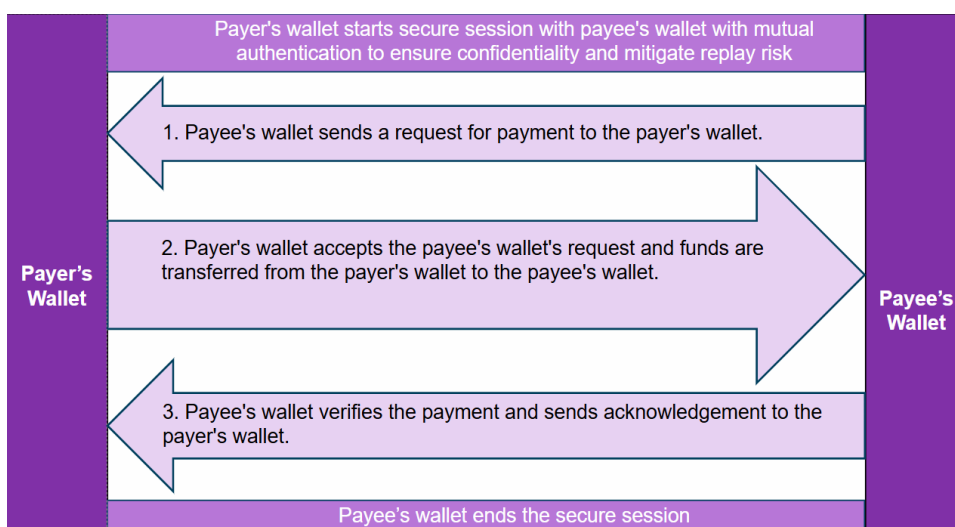 Payer's wallet starts secure session with payee's wallet with mutual
authentication to ensure confidentiality and mitigate replay risk
1. Payee's wallet sends a request for payment to the payer's wallet.
2. Payer's wallet accepts the payee's wallet's request and funds are
transferred from the payer's wallet to the payee's wallet.
Payer's
Wallet
Payee's
Wallet
3. Payee's wallet verifies the payment and sends acknowledgement to the
payer's wallet.
Payee's wallet ends the secure session